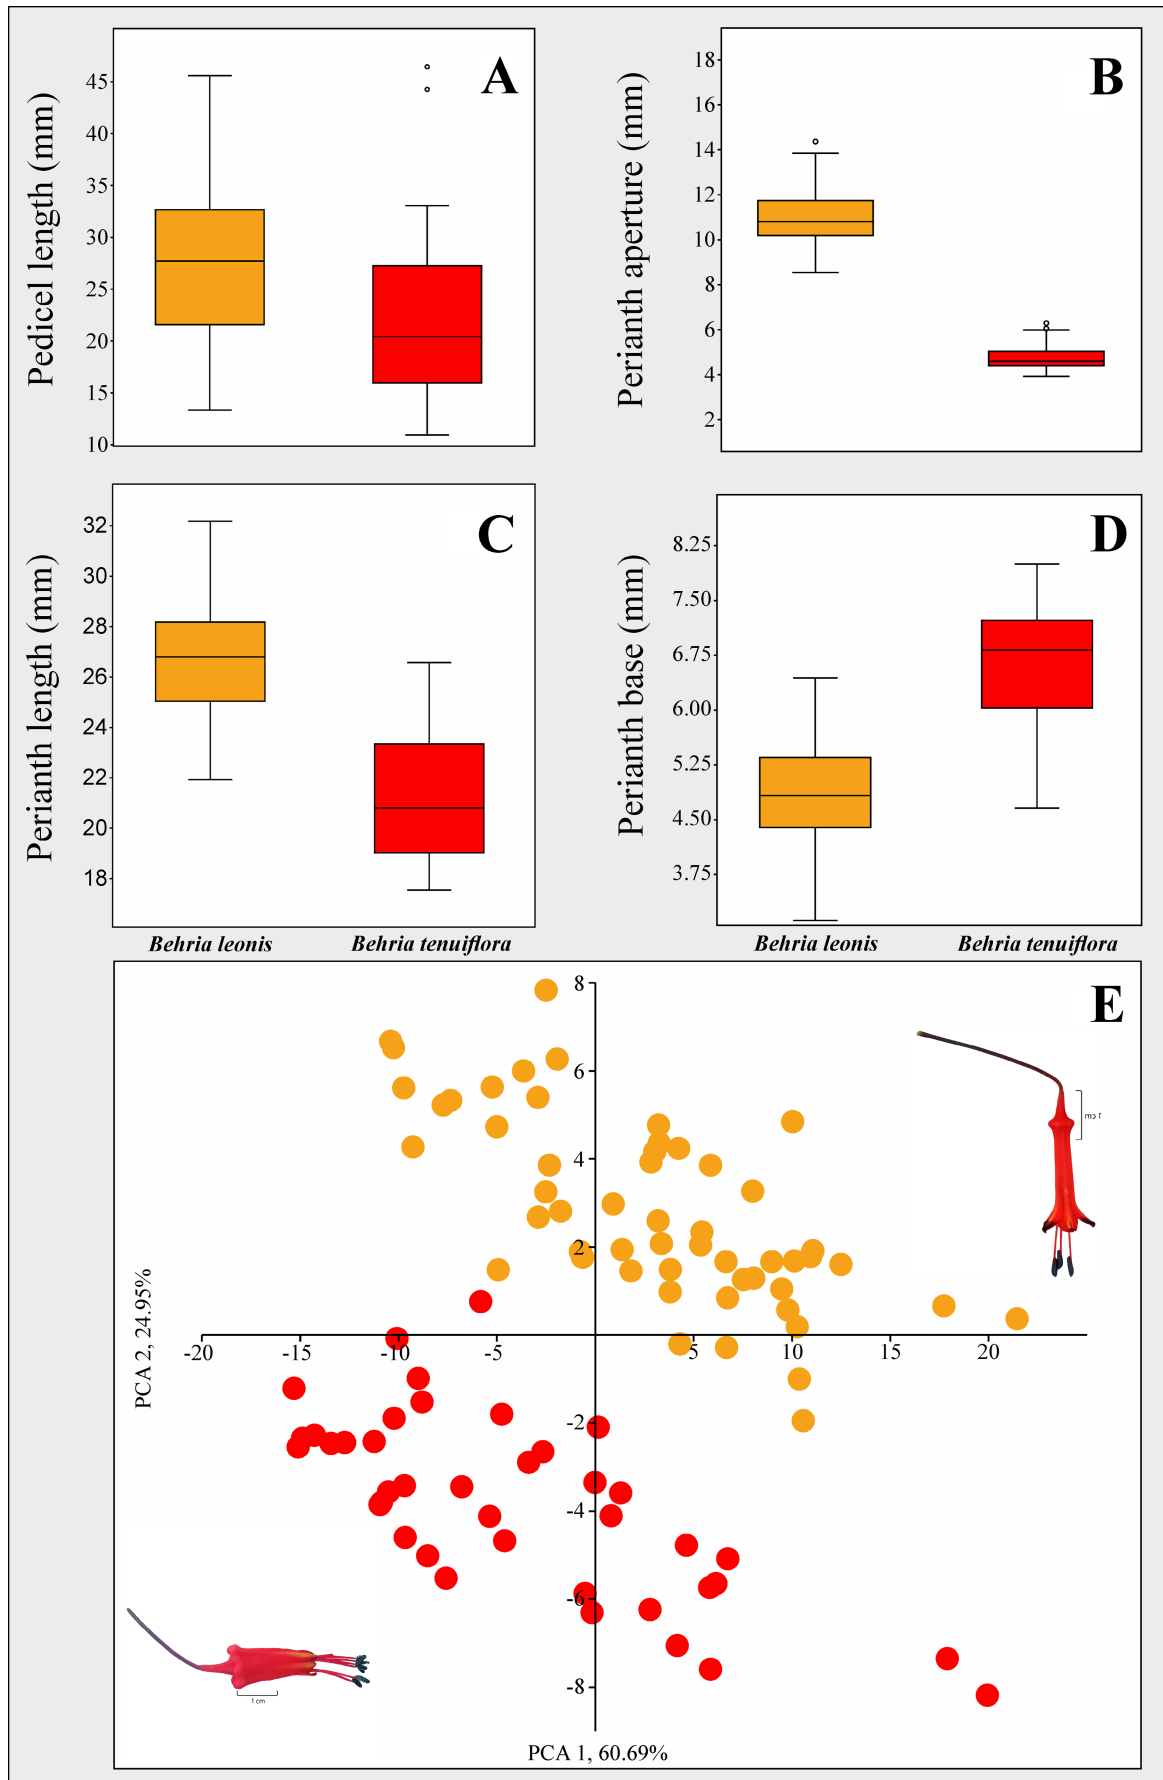 A
Pedicel length (mm)
45
40
35
30
25
20
15
10
B
Perianth aperture (mm)
18
16
14
12
10
8
6
4
2
C
Perianth length (mm)
32
30
28
26
24
22
20
18
Behria leonis
Behria tenuiflora
D
Perianth base (mm)
8.25
7.50
6.75
6.00
5.25
4.50
3.75
Behria leonis
Behria tenuiflora
E
8
6
4
2
-2
-4
-6
-8
-20
-15
-10
-5
5
10
15
20
PCA 2, 24.95%
PCA 1, 60.69%
1 cm
1 cm